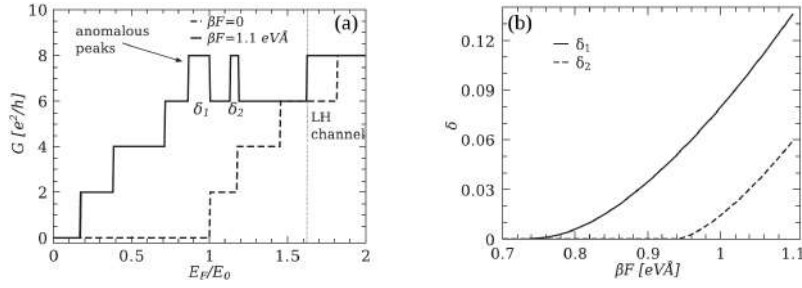 (a)
βF=0
βF=1.1 eVÅ
anomalous
peaks
δ1
δ2
LH
channel
G [e²/h]
8
6
4
2
0
0
0.5
1
1.5
2
E_F/E_0
(b)
δ1
δ2
δ
0.12
0.09
0.06
0.03
0
0.7
0.8
0.9
1
1.1
βF [eVÅ]